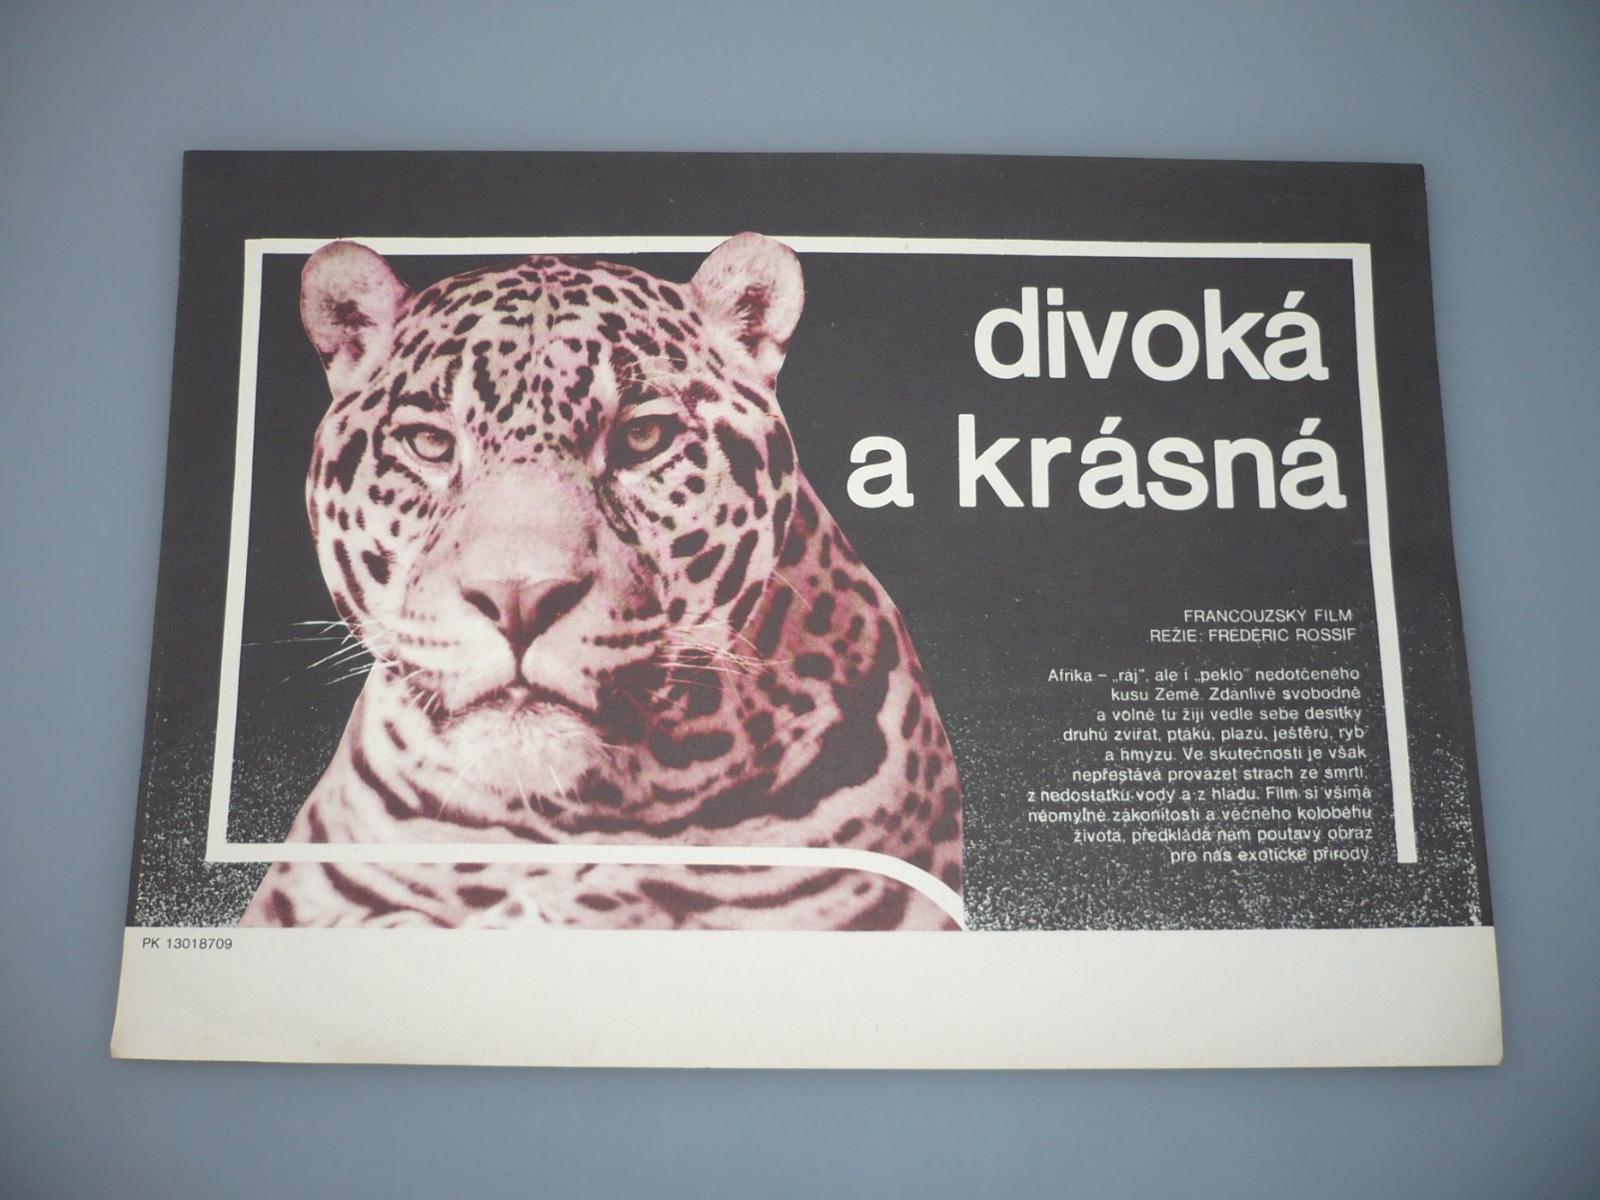 divoká
a krásná
FRANCOUZSKÝ FILM
REŽIE: FREDERIC ROSSIF
Afrika – „ráj", ale i „peklo" nedotčeného
kusu Země. Zdánlivě svobodně
a volně tu žijí vedle sebe desítky
druhů zvířat, ptáků, plazů, ještěrů, ryb
a hmyzu. Ve skutečnosti je však
nepřestává provázet strach ze smrti,
z nedostatku vody a z hladu. Film si všímá
neomylné zákonitosti a věčného koloběhu
života, předkládá nám poutavý obraz
pro nás exotické přírody.
PK 13018709